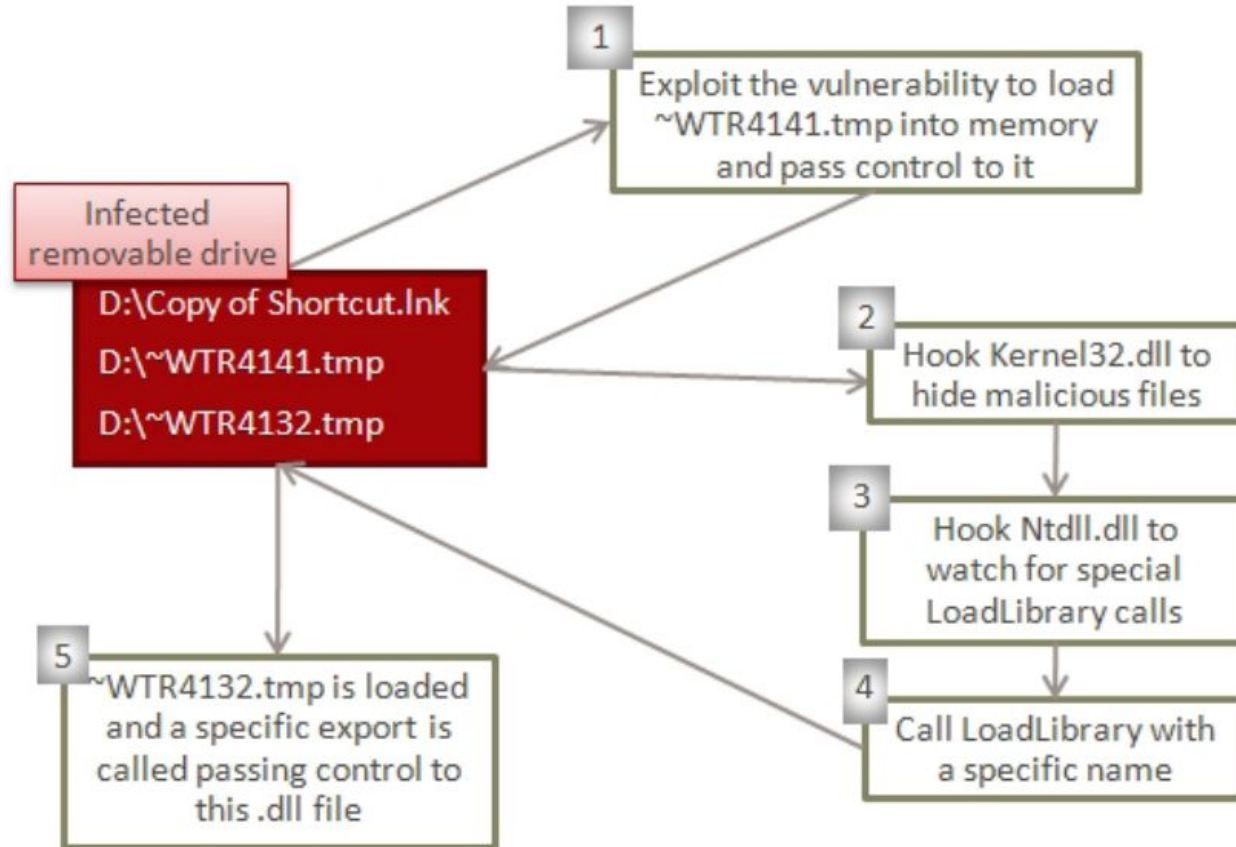 1
Exploit the vulnerability to load
~WTR4141.tmp into memory
and pass control to it
Infected
removable drive
D:\Copy of Shortcut.lnk
D:\~WTR4141.tmp
D:\~WTR4132.tmp
2
Hook Kernel32.dll to
hide malicious files
3
Hook Ntdll.dll to
watch for special
LoadLibrary calls
4
Call LoadLibrary with
a specific name
5
~WTR4132.tmp is loaded
and a specific export is
called passing control to
this .dll file